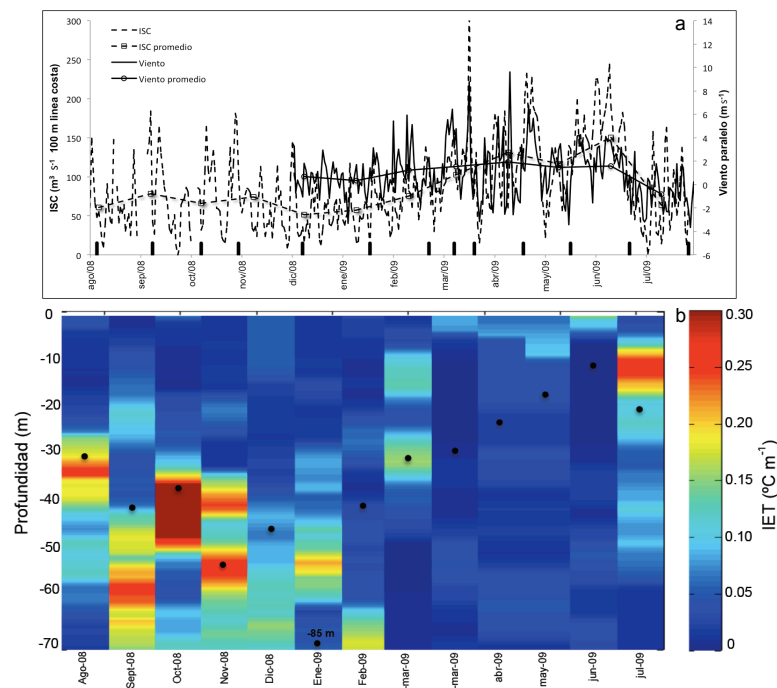 a
ISC
ISC promedio
Viento
Viento promedio
ISC (m³ s⁻¹ 100 m linea costa)
300
250
200
150
100
50
0
Viento paralelo (m s⁻¹)
14
12
10
8
6
4
2
0
-2
-4
-6
ago/08
sep/08
oct/08
nov/08
dic/08
ene/09
feb/09
mar/09
abr/09
may/09
jun/09
jul/09
b
Profundidad (m)
0
-10
-20
-30
-40
-50
-60
-70
-85 m
Ago-08
Sept-08
Oct-08
Nov-08
Dic-08
Ene-09
Feb-09
-mar-09
-mar-09
abr-09
may-09
jun-09
jul-09
0.30
0.25
0.20
0.15
0.10
0.05
0
IET (ºC m⁻¹)